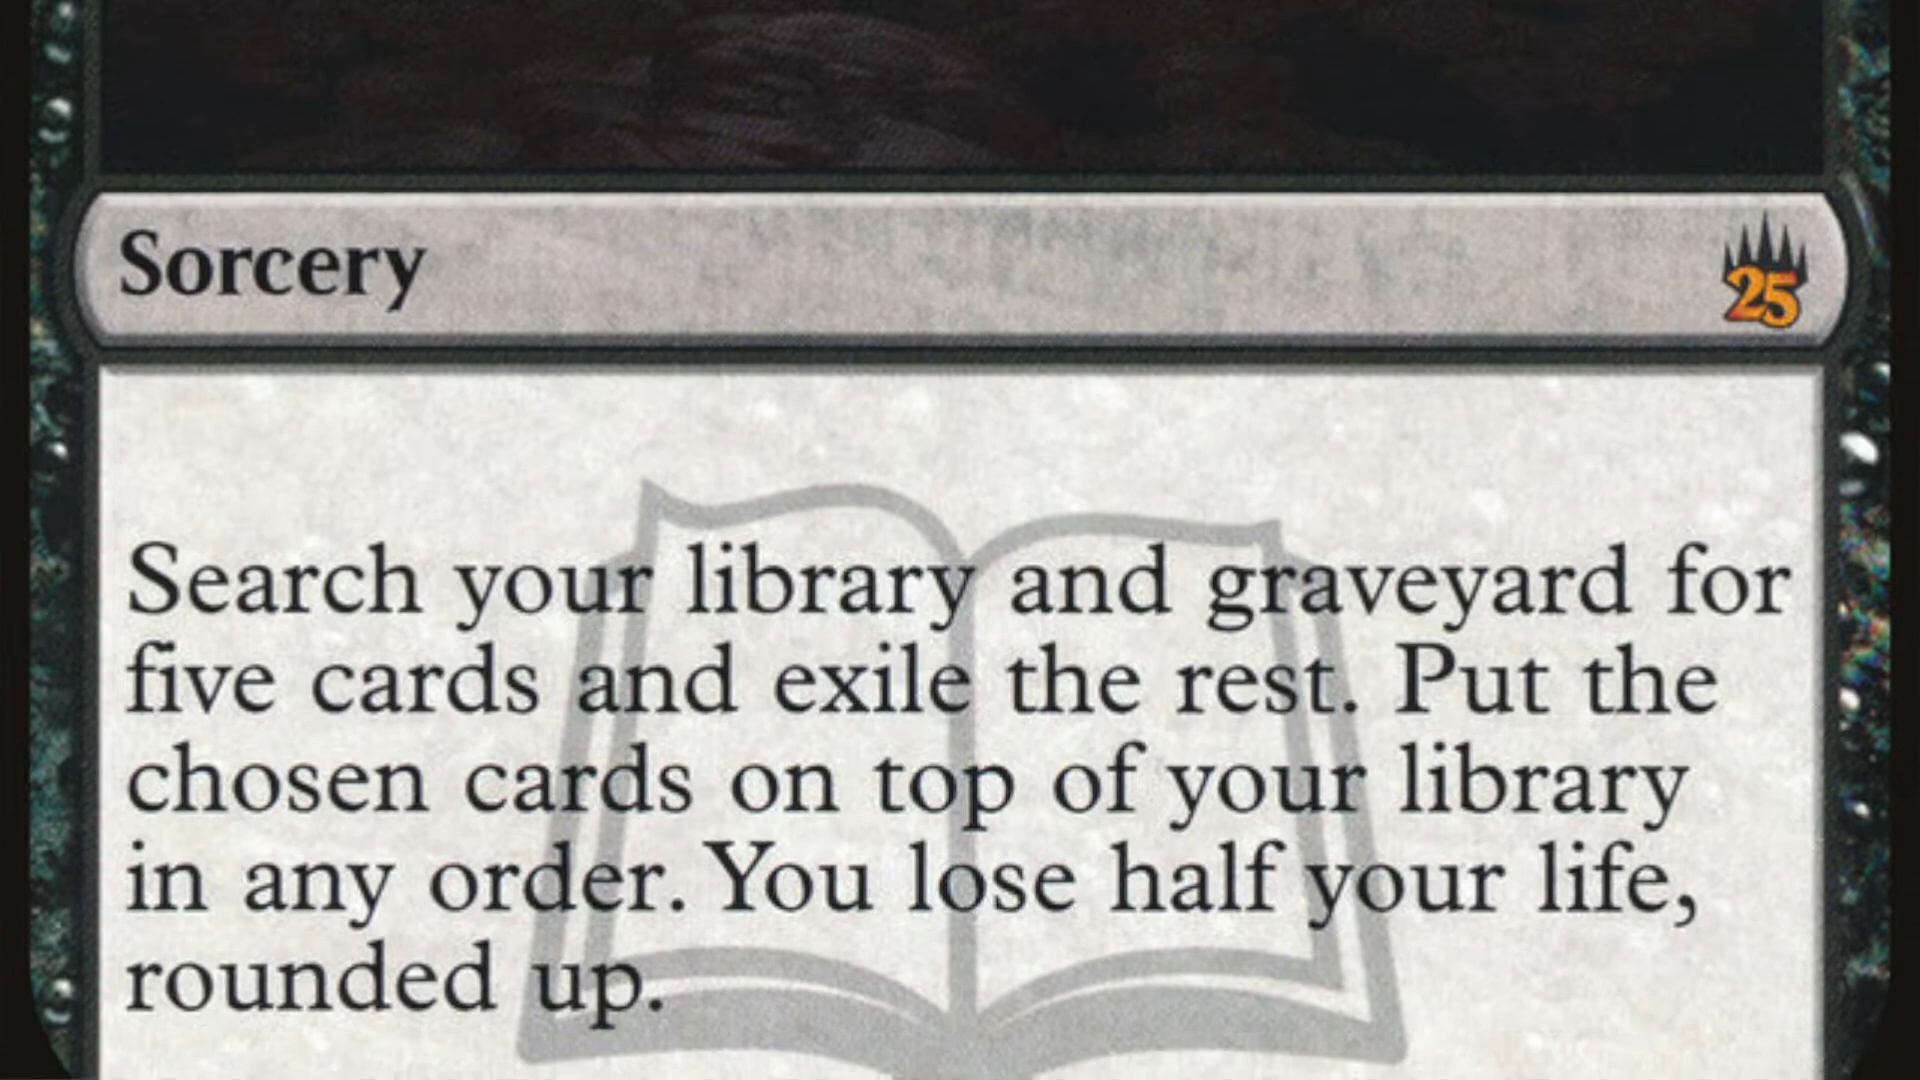 Sorcery
25
Search your library and graveyard for
five cards and exile the rest. Put the
chosen cards on top of your library
in any order. You lose half your life,
rounded up.